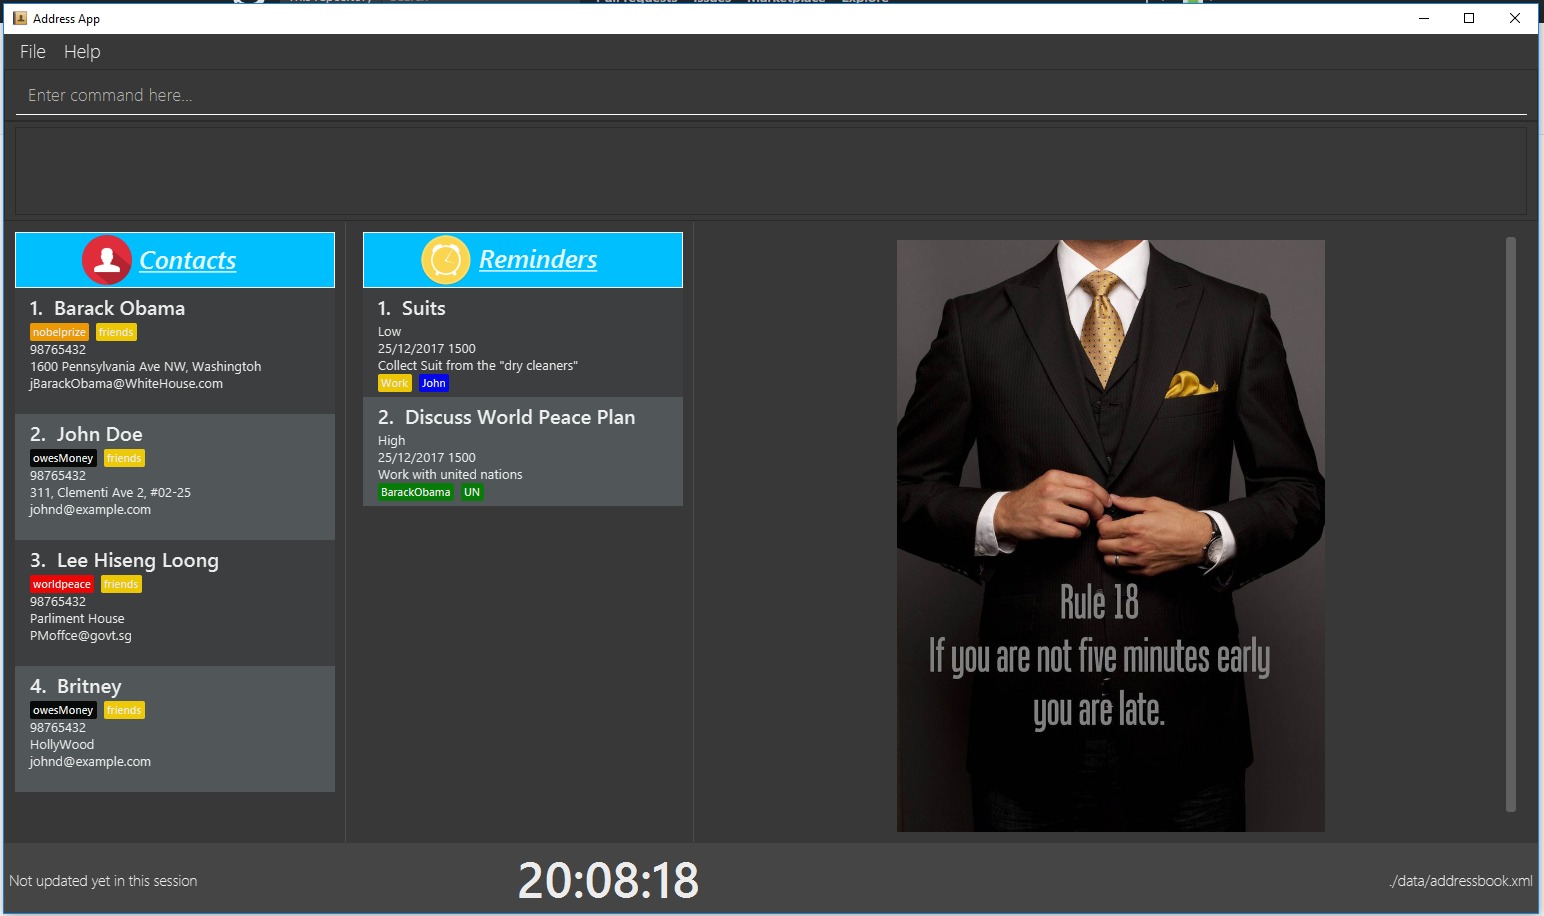 Address App
File Help
Enter command here...
Contacts
1. Barack Obama
nobelprize friends
98765432
1600 Pennsylvania Ave NW, Washingtoh
jBarackObama@WhiteHouse.com
2. John Doe
owesMoney friends
98765432
311, Clementi Ave 2, #02-25
johnd@example.com
3. Lee Hiseng Loong
worldpeace friends
98765432
Parliment House
PMoffce@govt.sg
4. Britney
owesMoney friends
98765432
HollyWood
johnd@example.com
Reminders
1. Suits
Low
25/12/2017 1500
Collect Suit from the "dry cleaners"
Work John
2. Discuss World Peace Plan
High
25/12/2017 1500
Work with united nations
BarackObama UN
Rule 18
If you are not five minutes early
you are late.
Not updated yet in this session
20:08:18
./data/addressbook.xml